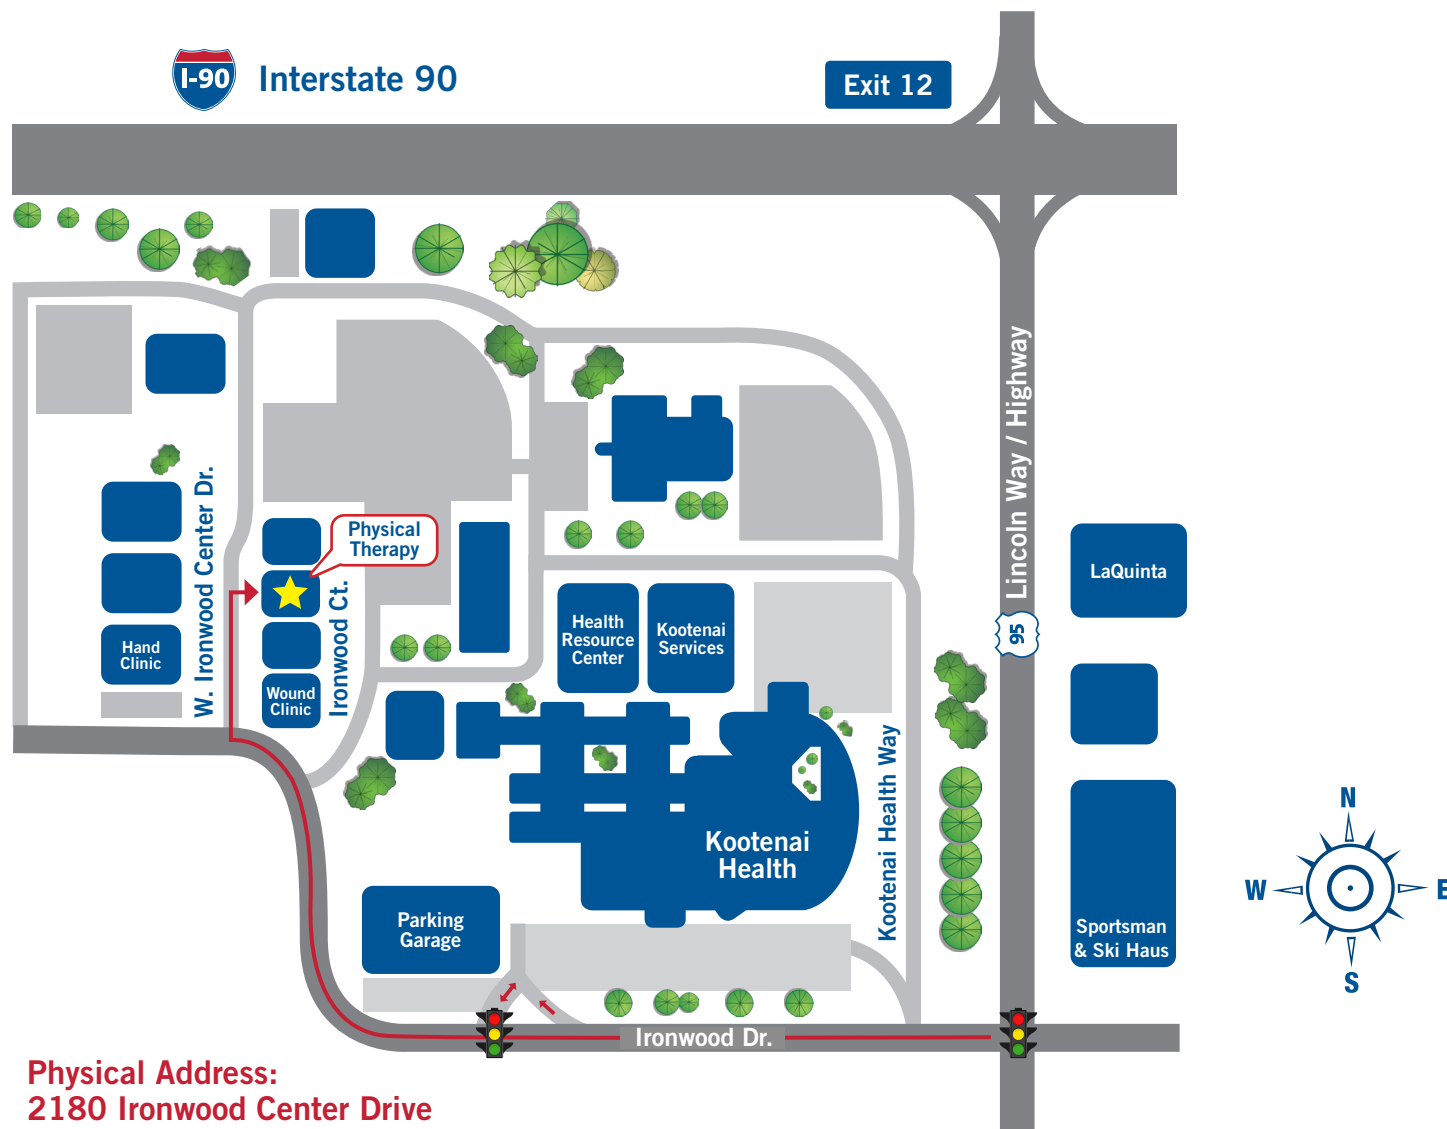 I-90
Interstate 90
Exit 12
Lincoln Way / Highway
95
W. Ironwood Center Dr.
Physical
Therapy
Ironwood Ct.
Hand
Clinic
Wound
Clinic
Health
Resource
Center
Kootenai
Services
LaQuinta
Kootenai
Health
Kootenai Health Way
Parking
Garage
Sportsman
& Ski Haus
N
W
E
S
Ironwood Dr.
Physical Address:
2180 Ironwood Center Drive